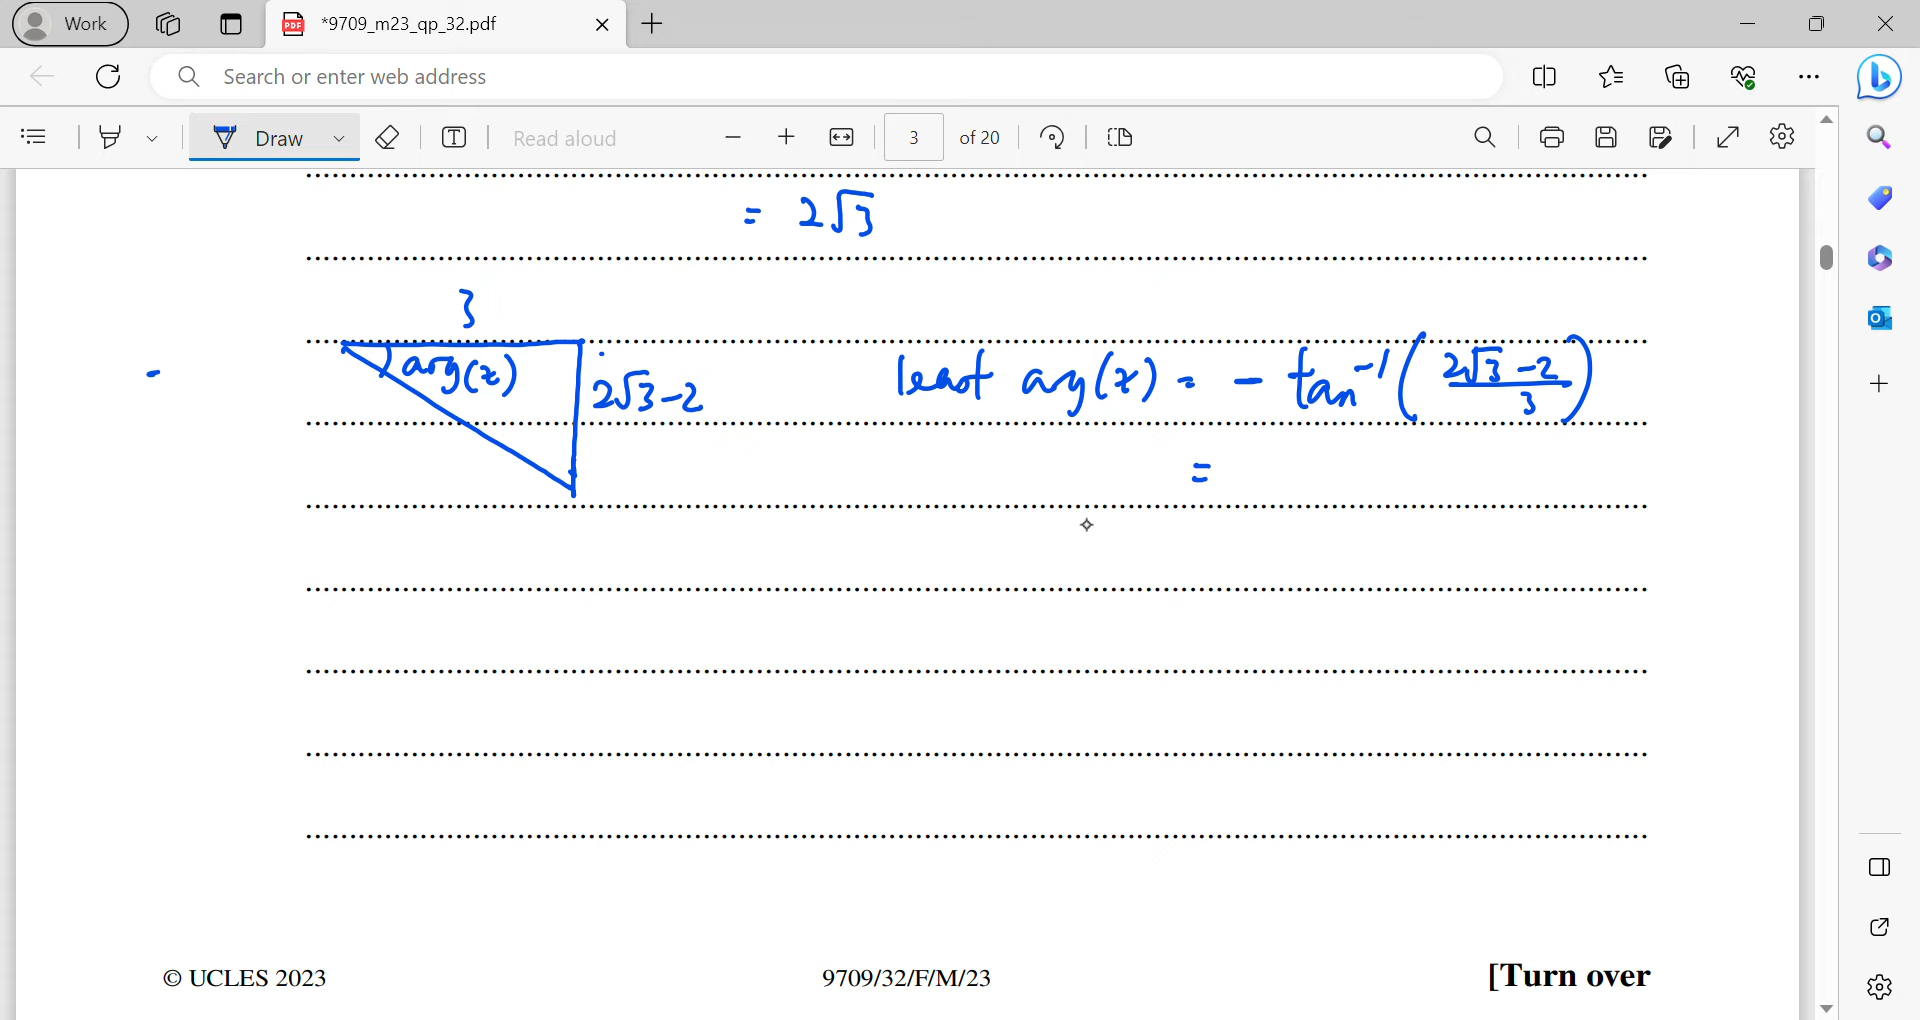 Work
*9709_m23_qp_32.pdf
Search or enter web address
Draw
Read aloud
3 of 20
= 2√3
3
arg(z)
2√3-2
least arg(z) = - tan⁻¹((2√3-2)/3)
=
© UCLES 2023
9709/32/F/M/23
[Turn over